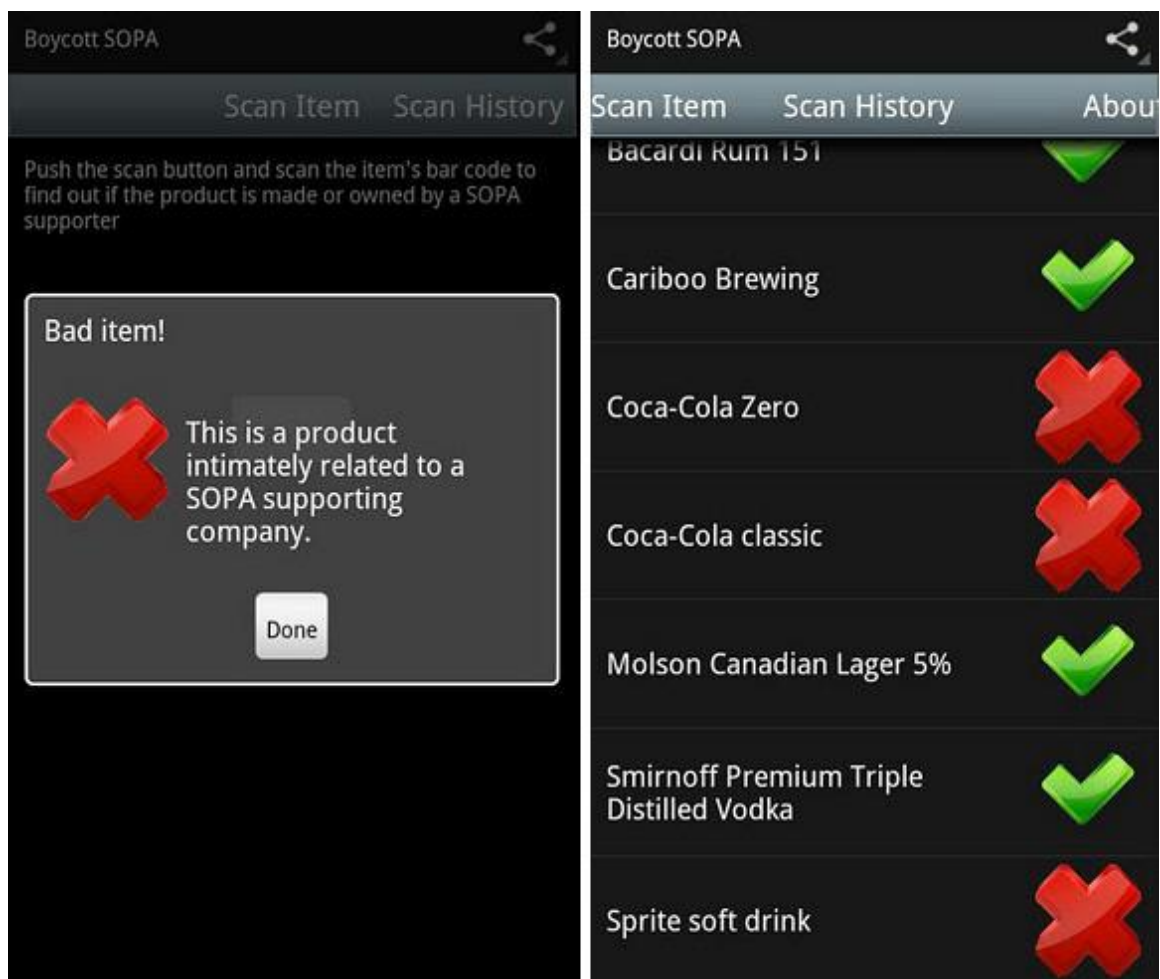 Boycott SOPA
Scan Item Scan History
Push the scan button and scan the item's bar code to
find out if the product is made or owned by a SOPA
supporter
Bad item!
This is a product
intimately related to a
SOPA supporting
company.
Done
Boycott SOPA
Scan Item Scan History Abou
Bacardi Rum 151
Cariboo Brewing
Coca-Cola Zero
Coca-Cola classic
Molson Canadian Lager 5%
Smirnoff Premium Triple
Distilled Vodka
Sprite soft drink